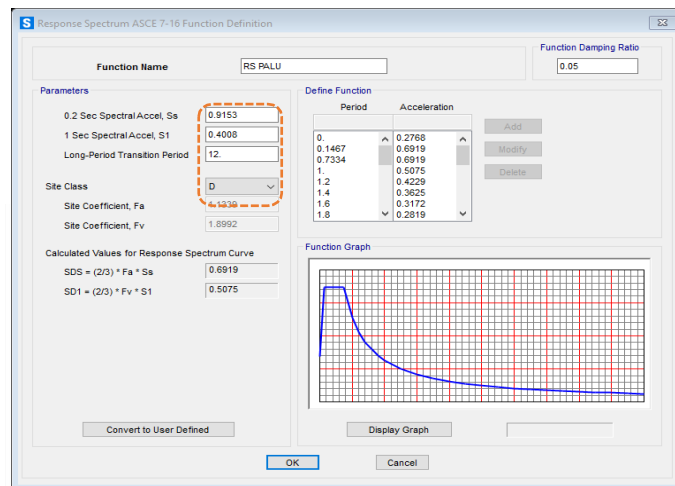 S Response Spectrum ASCE 7-16 Function Definition
Function Damping Ratio
Function Name RS PALU 0.05
Parameters
0.2 Sec Spectral Accel, Ss 0.9153
1 Sec Spectral Accel, S1 0.4008
Long-Period Transition Period 12.
Site Class D
Site Coefficient, Fa 1.1339
Site Coefficient, Fv 1.8992
Calculated Values for Response Spectrum Curve
SDS = (2/3) * Fa * Ss 0.6919
SD1 = (2/3) * Fv * S1 0.5075
Convert to User Defined
Define Function
Period Acceleration
0. 0.2768
0.1467 0.6919
0.7334 0.6919
1. 0.5075
1.2 0.4229
1.4 0.3625
1.6 0.3172
1.8 0.2819
Add
Modify
Delete
Function Graph
Display Graph
OK Cancel